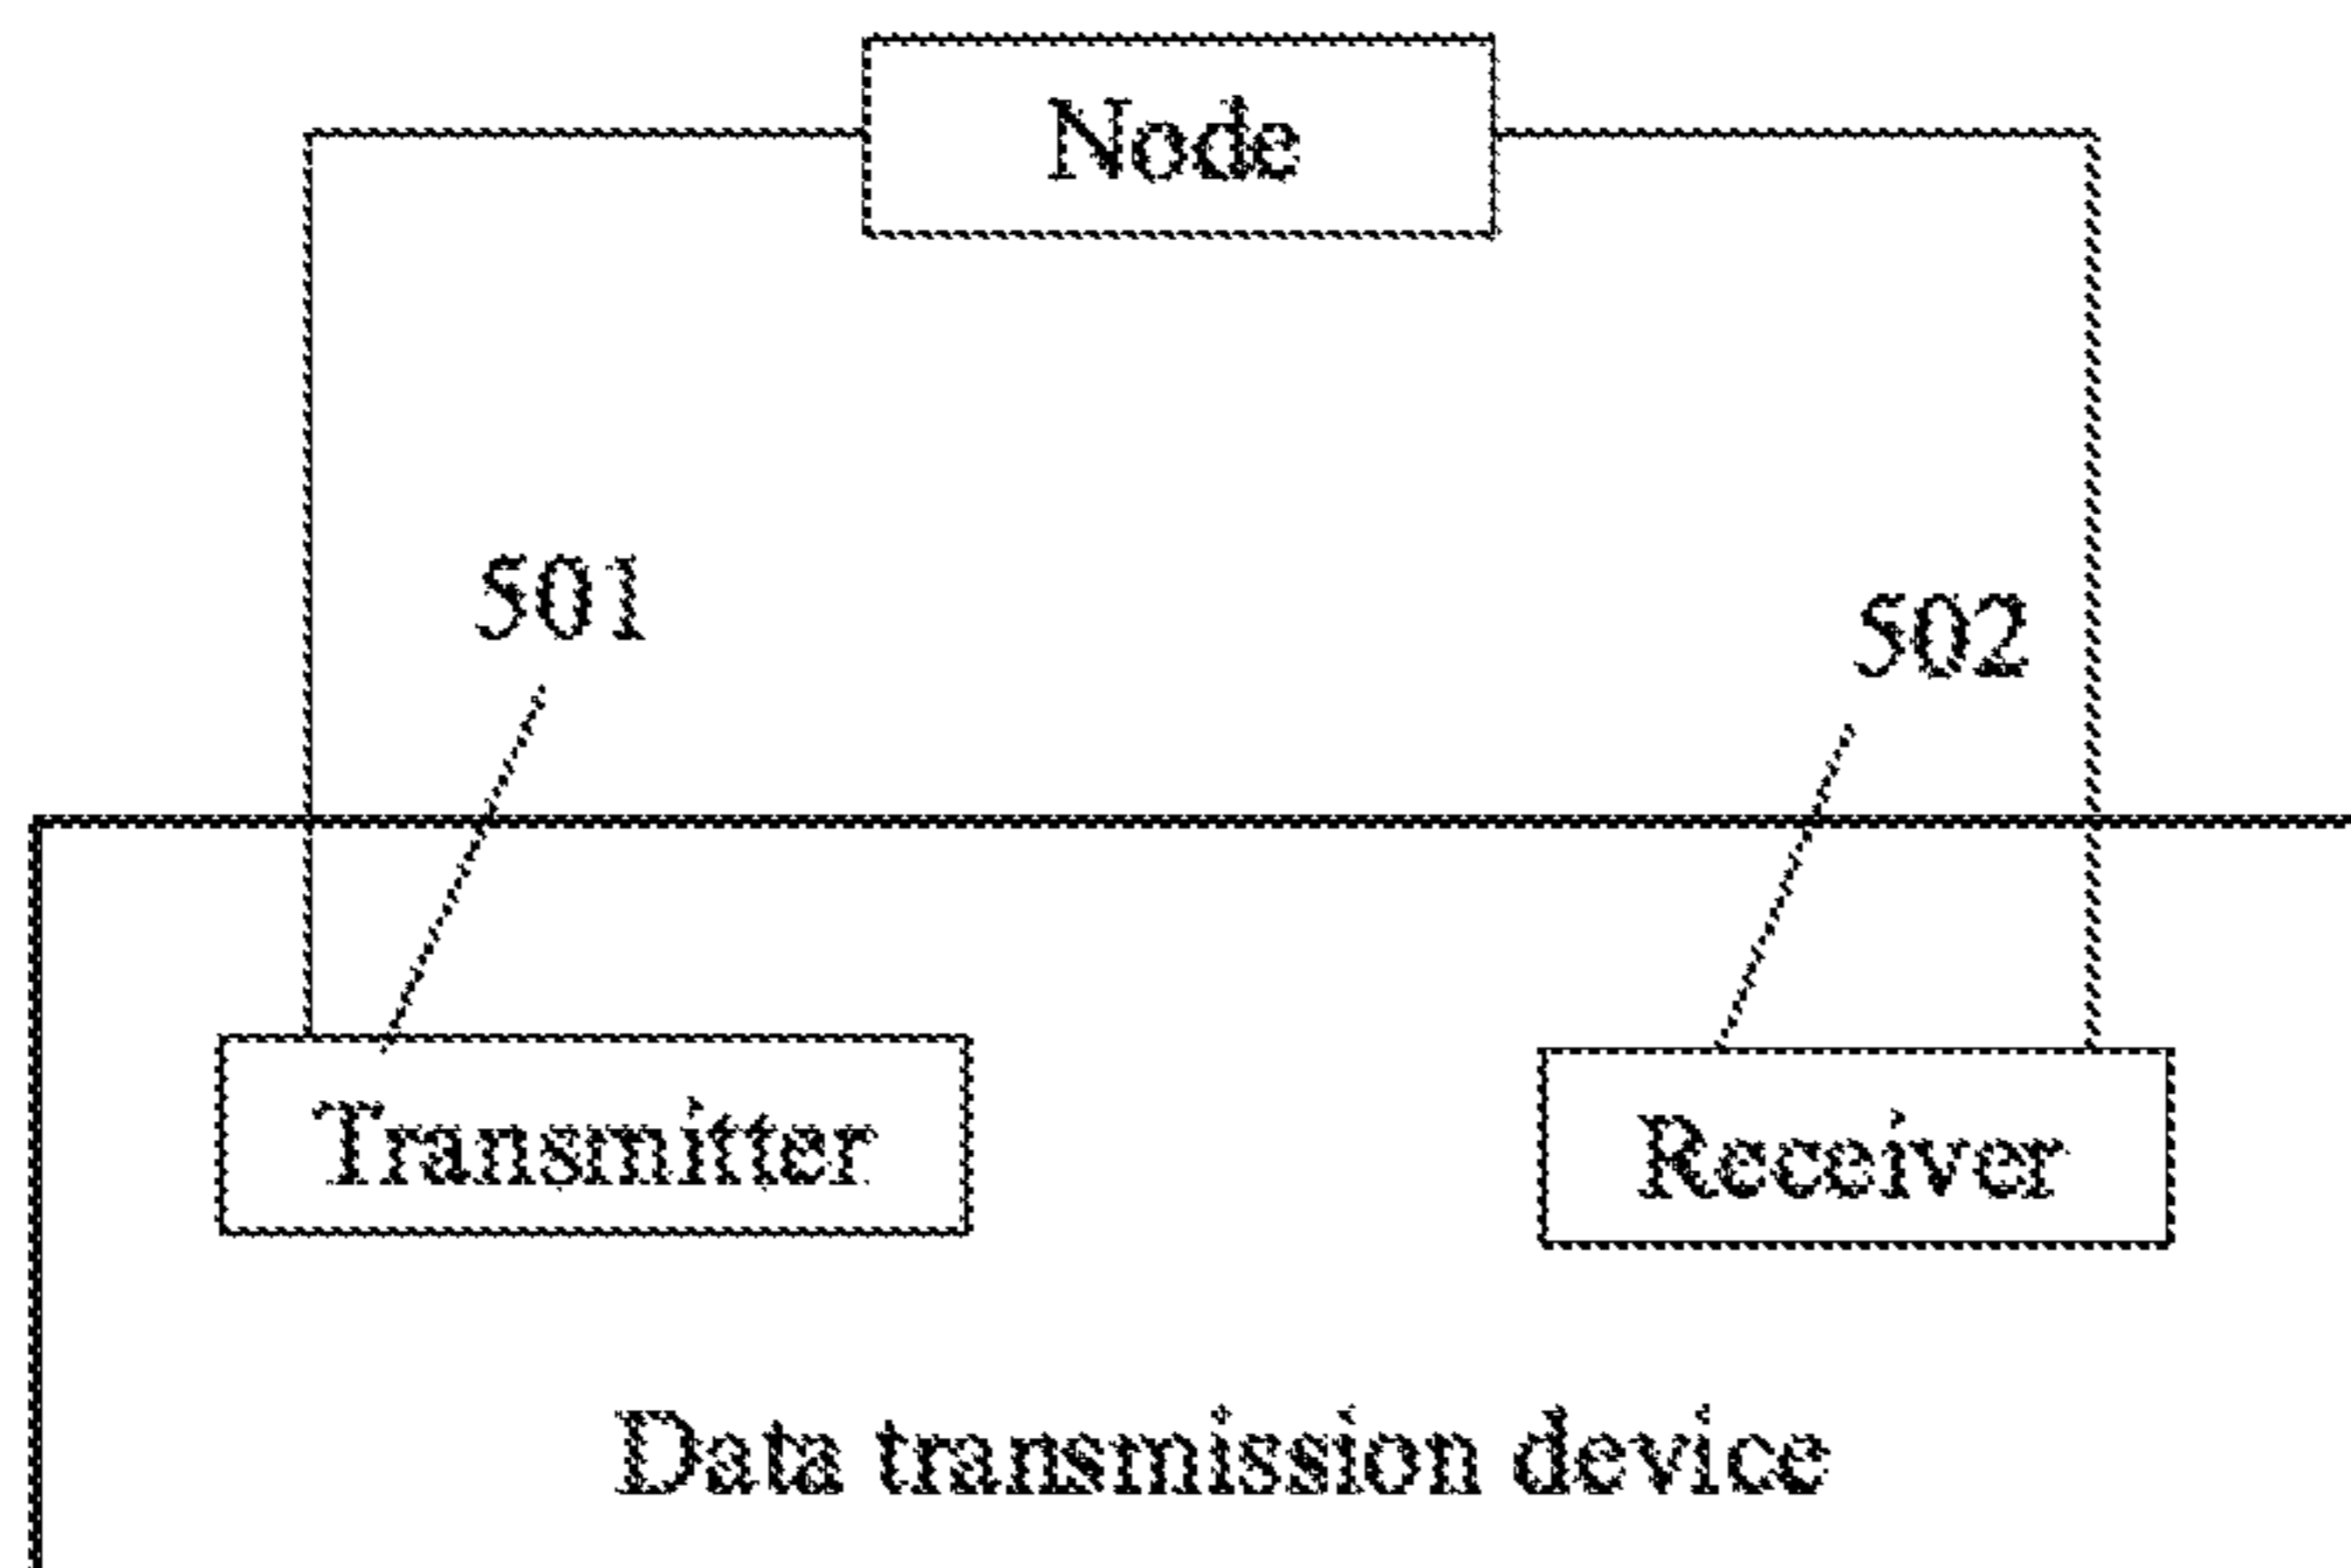 Node
501
502
Transmitter
Receiver
Data transmission device